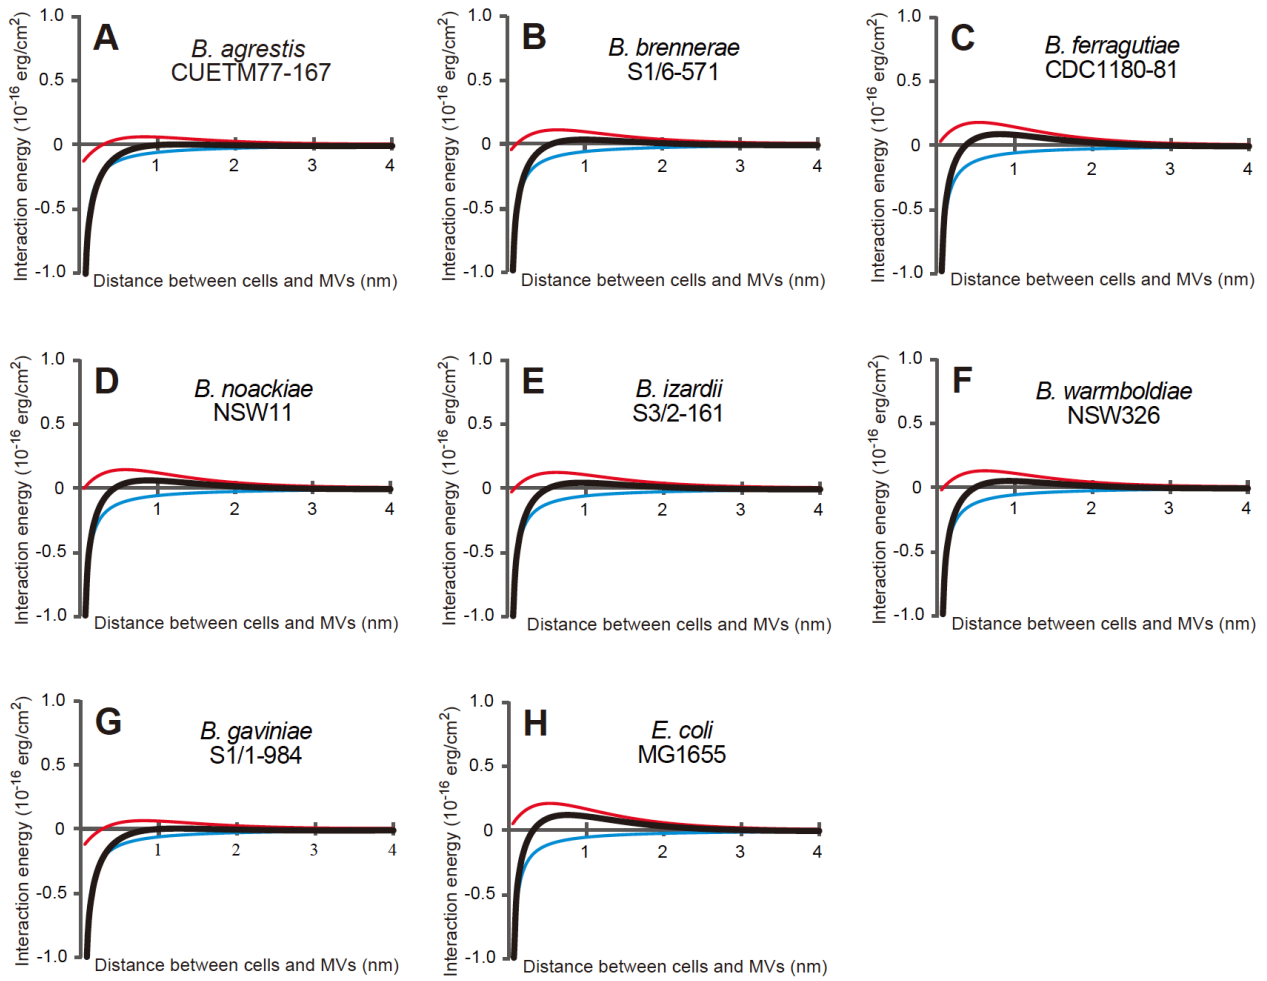 A
B. agrestis
CUETM77-167
Interaction energy (10⁻¹⁶ erg/cm²)
1.0
0.5
0
-0.5
-1.0
1 2 3 4
Distance between cells and MVs (nm)
B
B. brennerae
S1/6-571
Interaction energy (10⁻¹⁶ erg/cm²)
1.0
0.5
0
-0.5
-1.0
1 2 3 4
Distance between cells and MVs (nm)
C
B. ferragutiae
CDC1180-81
Interaction energy (10⁻¹⁶ erg/cm²)
1.0
0.5
0
-0.5
-1.0
1 2 3 4
Distance between cells and MVs (nm)
D
B. noackiae
NSW11
Interaction energy (10⁻¹⁶ erg/cm²)
1.0
0.5
0
-0.5
-1.0
1 2 3 4
Distance between cells and MVs (nm)
E
B. izardii
S3/2-161
Interaction energy (10⁻¹⁶ erg/cm²)
1.0
0.5
0
-0.5
-1.0
1 2 3 4
Distance between cells and MVs (nm)
F
B. warmboldiae
NSW326
Interaction energy (10⁻¹⁶ erg/cm²)
1.0
0.5
0
-0.5
-1.0
1 2 3 4
Distance between cells and MVs (nm)
G
B. gaviniae
S1/1-984
Interaction energy (10⁻¹⁶ erg/cm²)
1.0
0.5
0
-0.5
-1.0
1 2 3 4
Distance between cells and MVs (nm)
H
E. coli
MG1655
Interaction energy (10⁻¹⁶ erg/cm²)
1.0
0.5
0
-0.5
-1.0
1 2 3 4
Distance between cells and MVs (nm)